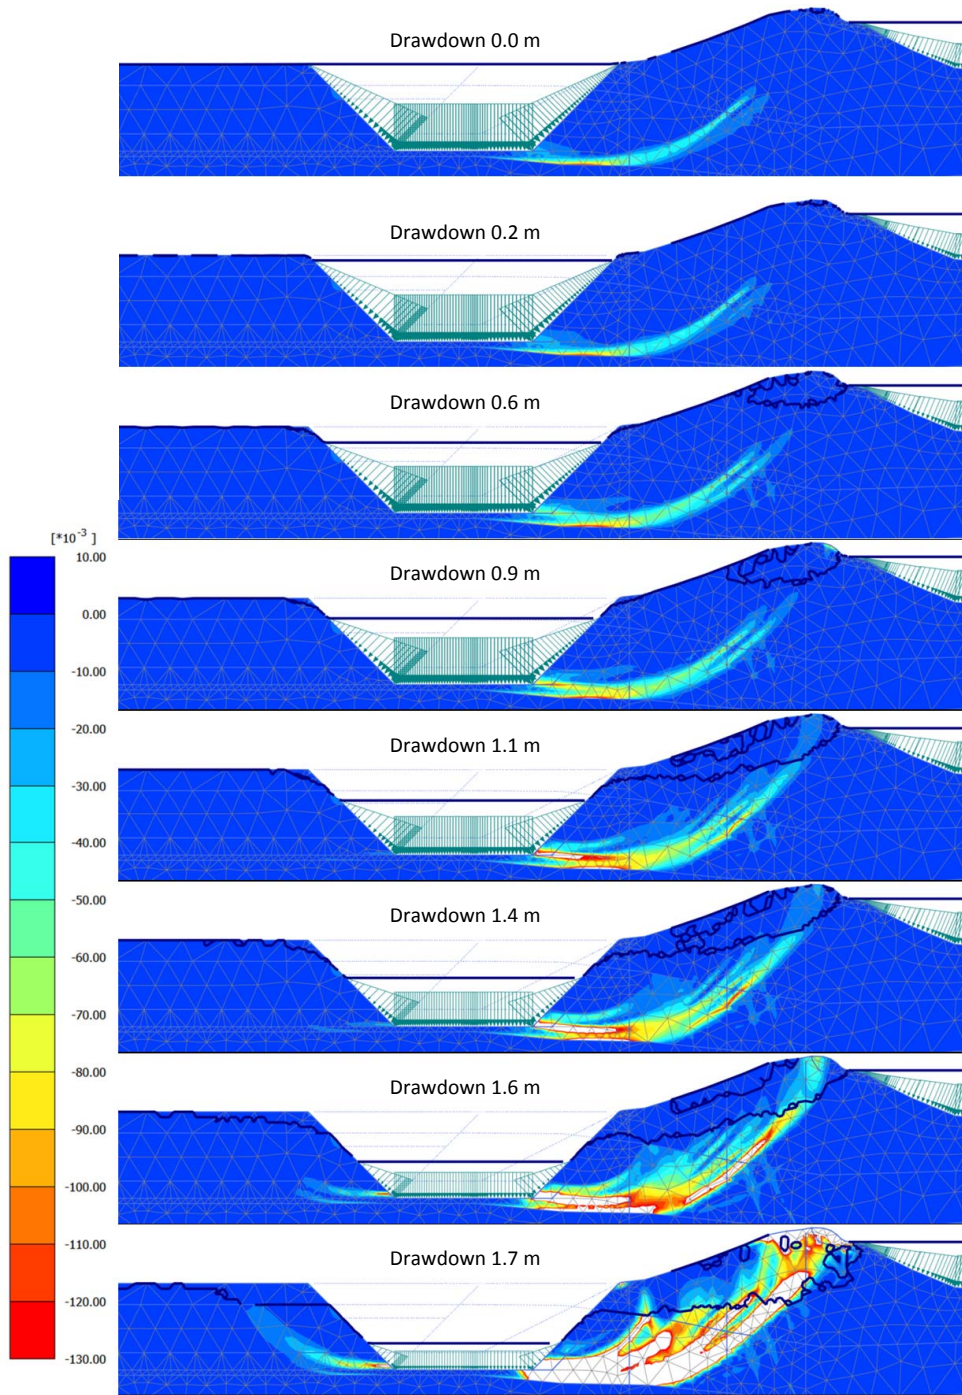 Drawdown 0.0 m
Drawdown 0.2 m
Drawdown 0.6 m
[*10⁻³ ]
10.00
Drawdown 0.9 m
0.00
-10.00
-20.00
Drawdown 1.1 m
-30.00
-40.00
-50.00
Drawdown 1.4 m
-60.00
-70.00
-80.00
Drawdown 1.6 m
-90.00
-100.00
-110.00
Drawdown 1.7 m
-120.00
-130.00